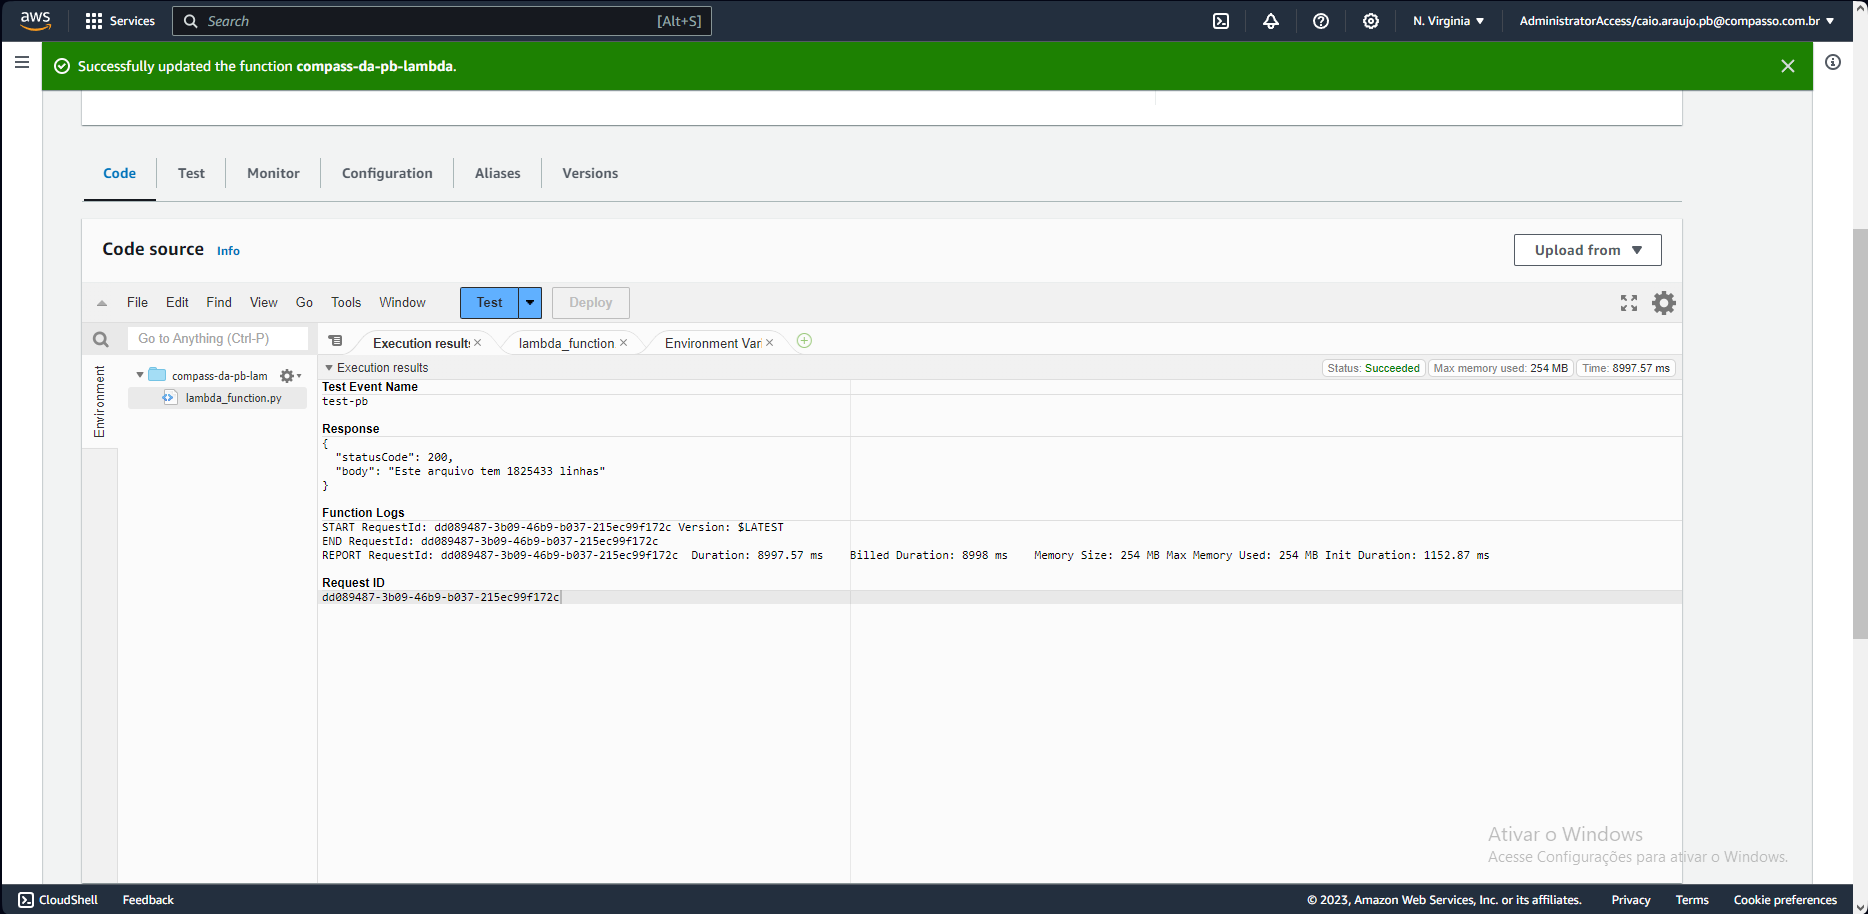 aws Services Search [Alt+S] N. Virginia AdministratorAccess/caio.araujo.pb@compasso.com.br
Successfully updated the function compass-da-pb-lambda.
Code Test Monitor Configuration Aliases Versions
Code source Info Upload from
File Edit Find View Go Tools Window Test Deploy
Go to Anything (Ctrl-P) Execution results lambda_function Environment Vari
Execution results Status: Succeeded Max memory used: 254 MB Time: 8997.57 ms
Environment
compass-da-pb-lam
lambda_function.py
Test Event Name
test-pb
Response
{
"statusCode": 200,
"body": "Este arquivo tem 1825433 linhas"
}
Function Logs
START RequestId: dd089487-3b09-46b9-b037-215ec99f172c Version: $LATEST
END RequestId: dd089487-3b09-46b9-b037-215ec99f172c
REPORT RequestId: dd089487-3b09-46b9-b037-215ec99f172c Duration: 8997.57 ms Billed Duration: 8998 ms Memory Size: 254 MB Max Memory Used: 254 MB Init Duration: 1152.87 ms
Request ID
dd089487-3b09-46b9-b037-215ec99f172c
Ativar o Windows
Acesse Configurações para ativar o Windows.
CloudShell Feedback © 2023, Amazon Web Services, Inc. or its affiliates. Privacy Terms Cookie preferences